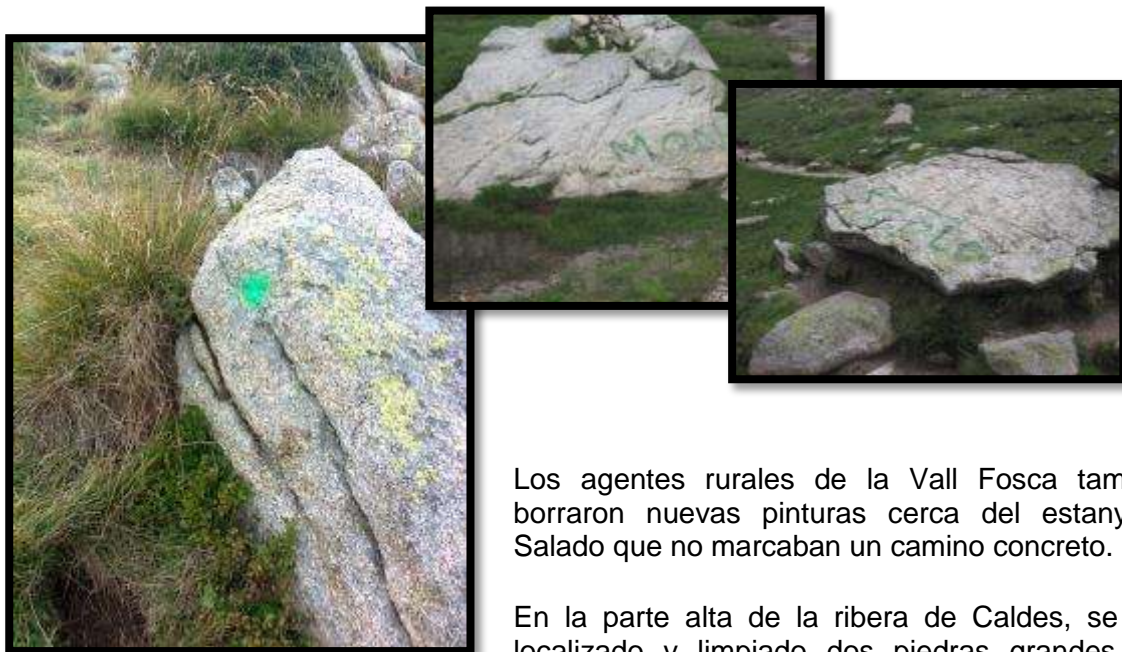 MON
Los agentes rurales de la Vall Fosca tam
borraron nuevas pinturas cerca del estany
Salado que no marcaban un camino concreto.
En la parte alta de la ribera de Caldes, se
localizado y limpiado dos piedras grandes